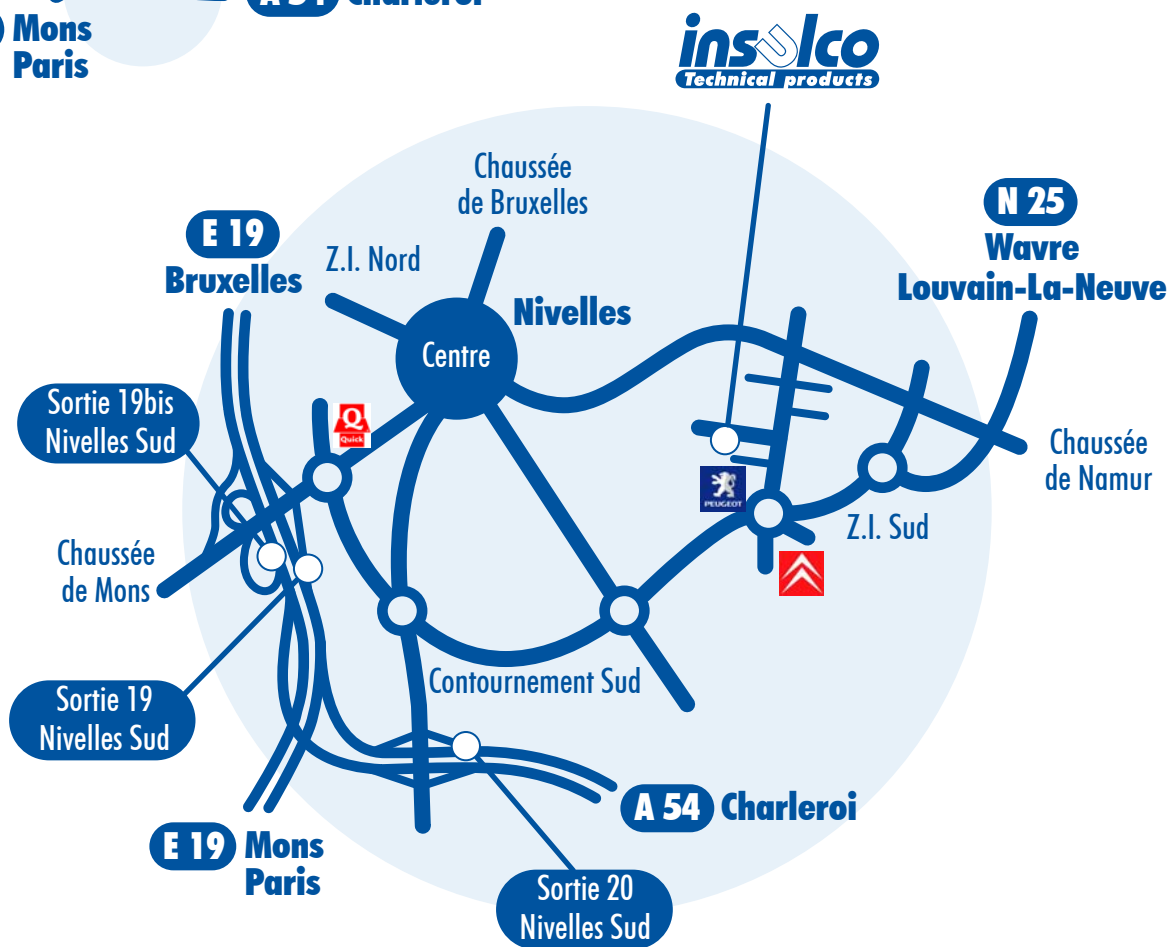 A 54 Charleroi
Mons
Paris
insulco
Technical products
Chaussée
de Bruxelles
N 25
Wavre
Louvain-La-Neuve
E 19
Bruxelles
Z.I. Nord
Nivelles
Centre
Sortie 19bis
Nivelles Sud
Q
Quick
Chaussée
de Namur
PEUGEOT
Z.I. Sud
Chaussée
de Mons
Contournement Sud
Sortie 19
Nivelles Sud
A 54 Charleroi
E 19 Mons
Paris
Sortie 20
Nivelles Sud